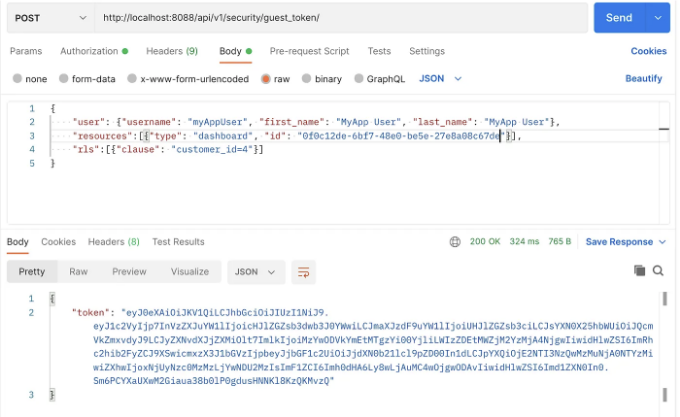 POST http://localhost:8088/api/v1/security/guest_token/ Send
Params Authorization Headers (9) Body Pre-request Script Tests Settings Cookies
none form-data x-www-form-urlencoded raw binary GraphQL JSON Beautify
1 {
2 "user": {"username": "myAppUser", "first_name": "MyApp User", "last_name": "MyApp User"},
3 "resources":[{"type": "dashboard", "id": "0f0c12de-6bf7-48e0-be5e-27e8a08c67de"}],
4 "rls":[{"clause": "customer_id=4"}]
5 }
Body Cookies Headers (8) Test Results 200 OK 324 ms 765 B Save Response
Pretty Raw Preview Visualize JSON
1 {
2 "token": "eyJ0eXAiOiJKV1QiLCJhbGciOiJIUzI1NiJ9.
3 }